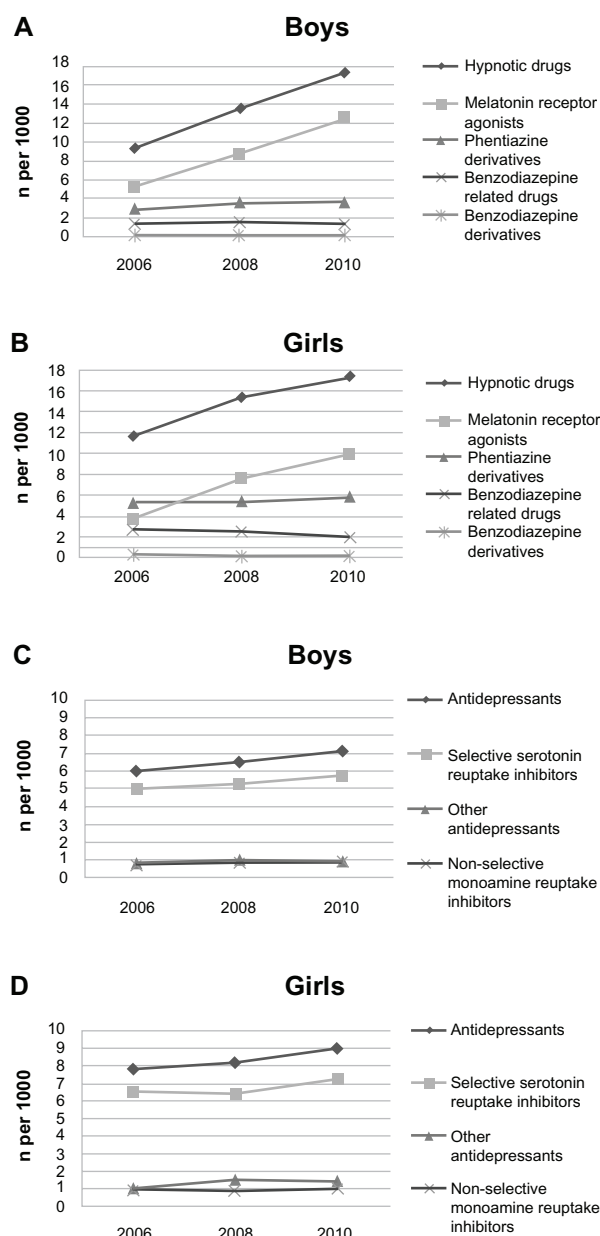 A
Boys
n per 1000
18
16
14
12
10
8
6
4
2
0
2006 2008 2010
Hypnotic drugs
Melatonin receptor
agonists
Phentiazine
derivatives
Benzodiazepine
related drugs
Benzodiazepine
derivatives
B
Girls
n per 1000
18
16
14
12
10
8
6
4
2
0
2006 2008 2010
Hypnotic drugs
Melatonin receptor
agonists
Phentiazine
derivatives
Benzodiazepine
related drugs
Benzodiazepine
derivatives
C
Boys
n per 1000
10
9
8
7
6
5
4
3
2
1
0
2006 2008 2010
Antidepressants
Selective serotonin
reuptake inhibitors
Other
antidepressants
Non-selective
monoamine reuptake
inhibitors
D
Girls
n per 1000
10
9
8
7
6
5
4
3
2
1
0
2006 2008 2010
Antidepressants
Selective serotonin
reuptake inhibitors
Other
antidepressants
Non-selective
monoamine reuptake
inhibitors